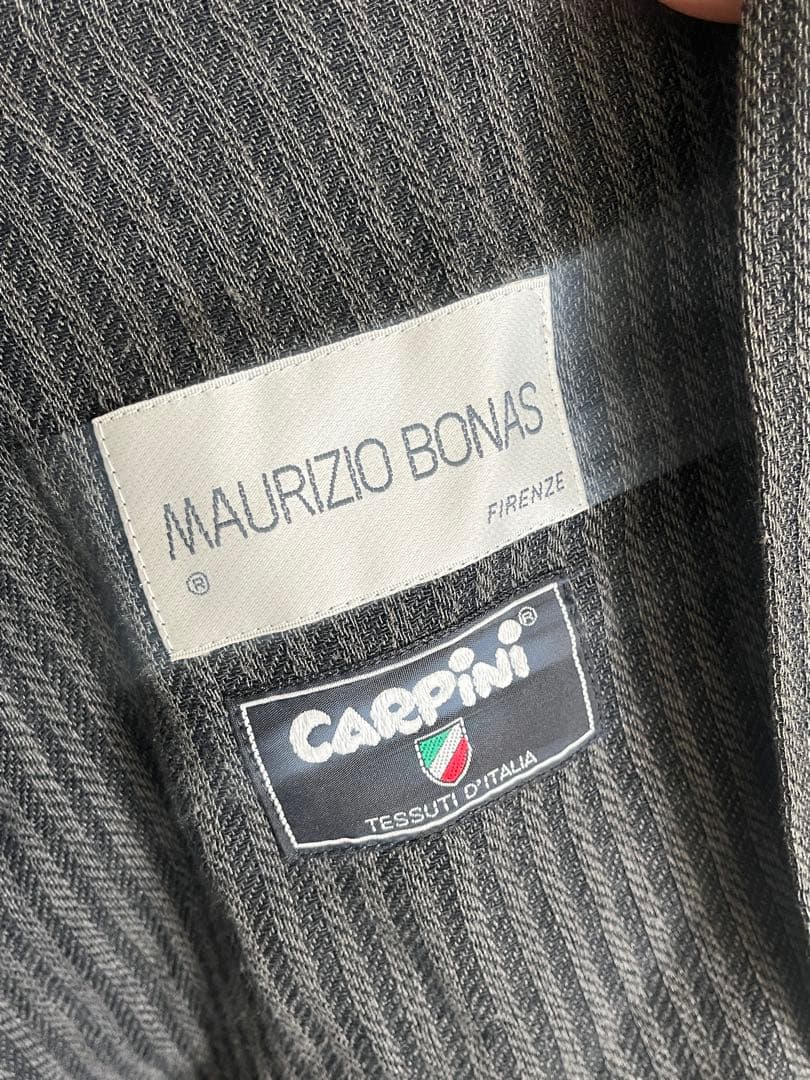 MAURIZIO BONAS
FIRENZE
®
CARPINI®
TESSUTI D'ITALIA